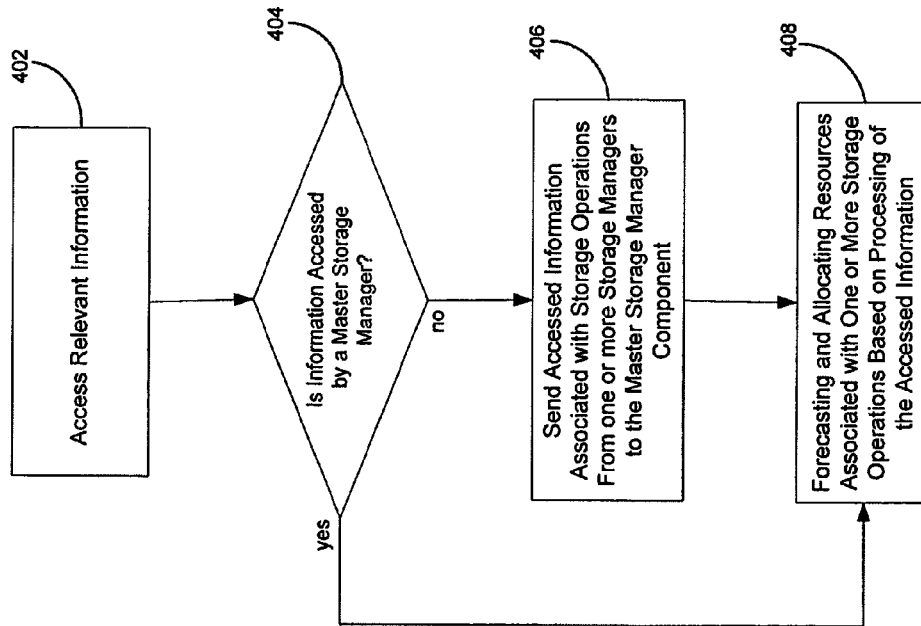 402
Access Relevant Information
404
Is Information Accessed
by a Master Storage
Manager?
yes
no
406
Send Accessed Information
Associated with Storage Operations
From one or more Storage Managers
to the Master Storage Manager
Component
408
Forecasting and Allocating Resources
Associated with One or More Storage
Operations Based on Processing of
the Accessed Information